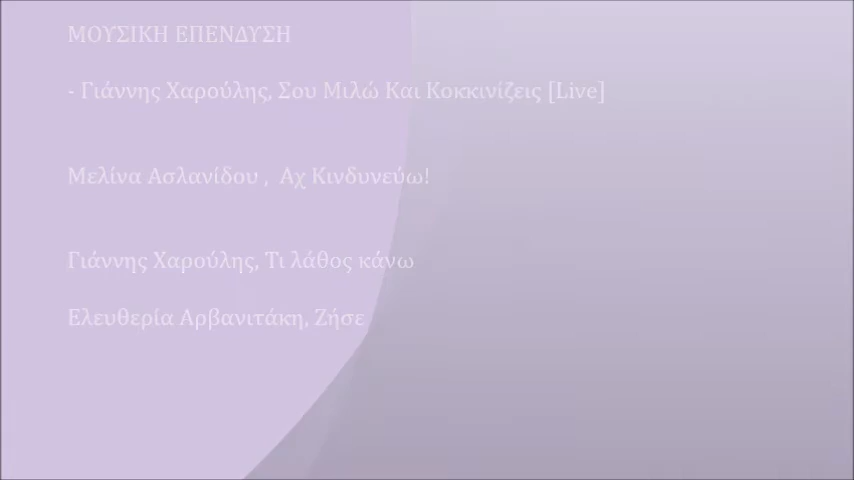 ΜΟΥΣΙΚΗ ΕΠΕΝΔΥΣΗ
- Γιάννης Χαρούλης, Σου Μιλώ Και Κοκκινίζεις [Live]
Μελίνα Ασλανίδου ,  Αχ Κινδυνεύω!
Γιάννης Χαρούλης, Τι λάθος κάνω
Ελευθερία Αρβανιτάκη, Ζήσε